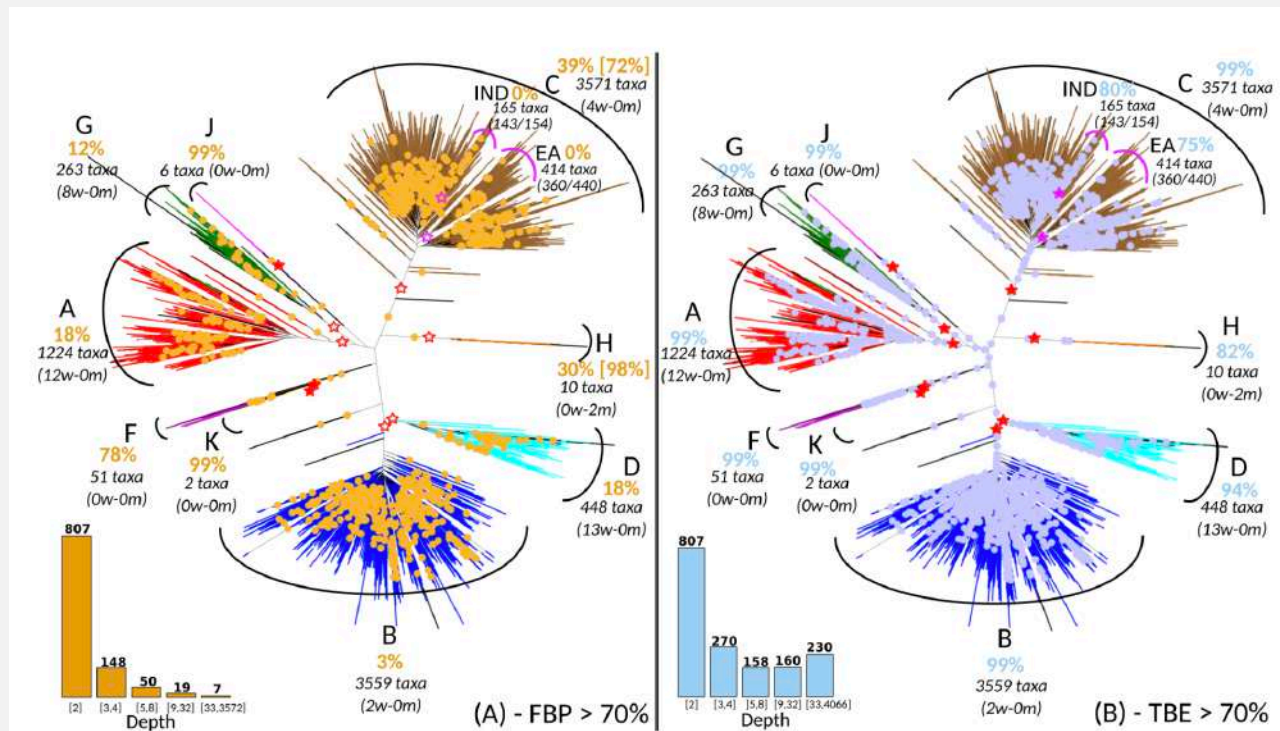 39% [72%]
C
3571 taxa
(4w-0m)
IND 0%
165 taxa
(143/154)
EA 0%
414 taxa
(360/440)
G
12%
263 taxa
(8w-0m)
J
99%
6 taxa (0w-0m)
A
18%
1224 taxa
(12w-0m)
H
30% [98%]
10 taxa
(0w-2m)
F
78%
51 taxa
(0w-0m)
K
99%
2 taxa
(0w-0m)
D
18%
448 taxa
(13w-0m)
B
3%
3559 taxa
(2w-0m)
807
148
50
19
7
[2]
[3,4]
[5,8]
[9,32]
[33,3572]
Depth
(A) - FBP > 70%
C
99%
3571 taxa
(4w-0m)
IND 80%
165 taxa
(143/154)
EA 75%
414 taxa
(360/440)
G
99%
263 taxa
(8w-0m)
J
99%
6 taxa (0w-0m)
A
99%
1224 taxa
(12w-0m)
H
82%
10 taxa
(0w-2m)
F
99%
51 taxa
(0w-0m)
K
99%
2 taxa
(0w-0m)
D
94%
448 taxa
(13w-0m)
B
99%
3559 taxa
(2w-0m)
807
270
158
160
230
[2]
[3,4]
[5,8]
[9,32]
[33,4066]
Depth
(B) - TBE > 70%